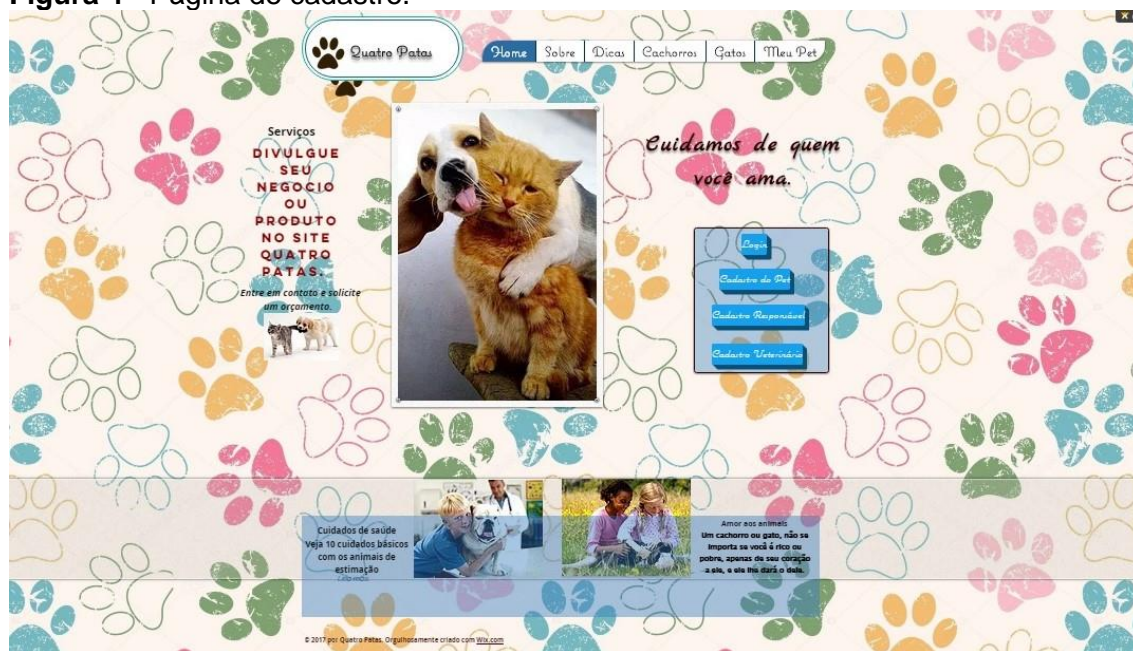 Figura 1 - Página de cadastro.
Quatro Patas
Home
Sobre
Dicas
Cachorros
Gatos
Meu Pet
Serviços
DIVULGUE
SEU
NEGOCIO
OU
PRODUTO
NO SITE
QUATRO
PATAS.
Entre em contato e solicite
um orçamento.
Cuidamos de quem
você ama.
Login
Cadastro do Pet
Cadastro Responsável
Cadastro Veterinário
Cuidados de saúde
Veja 10 cuidados básicos
com os animais de
estimação
Leia mais
Amor aos animais
Um cachorro ou gato, não se
importa se você é rico ou
pobre, apenas de seu coração
a ele, e ele lhe dará o dele.
© 2017 por Quatro Patas. Orgulhosamente criado com Wix.com